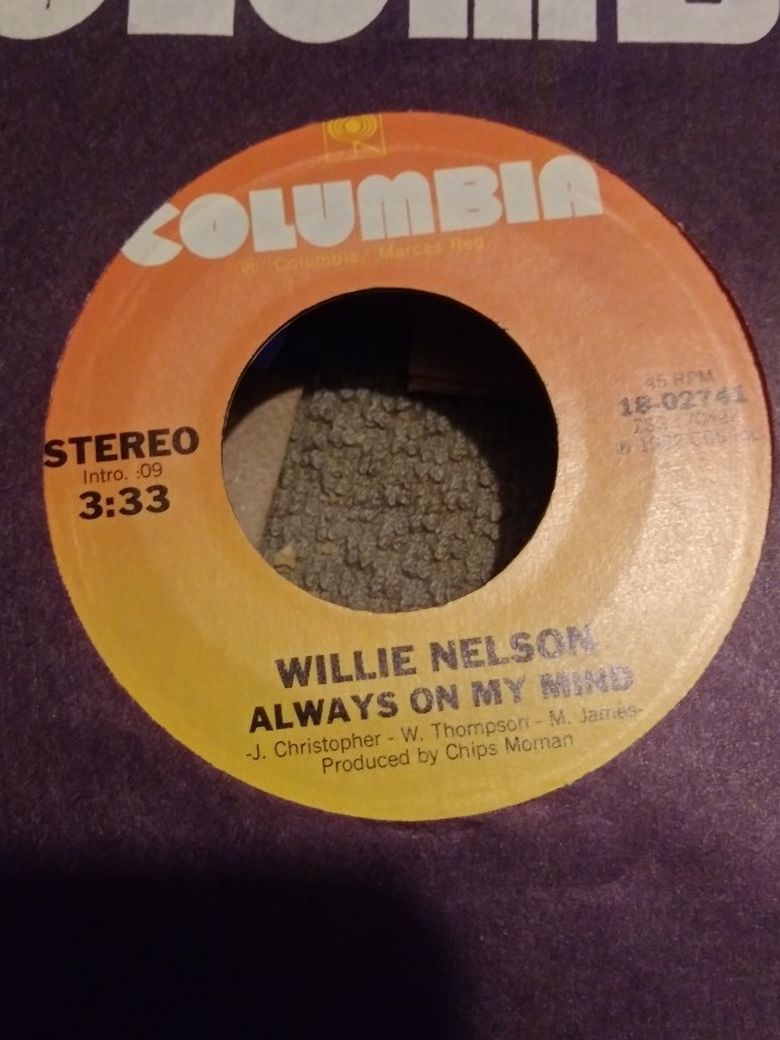 COLUMBIA
® "Columbia," Marcas Reg.
45 RPM
18-02741
STEREO
Intro. :09
3:33
WILLIE NELSON
ALWAYS ON MY MIND
-J. Christopher - W. Thompson - M. James-
Produced by Chips Moman